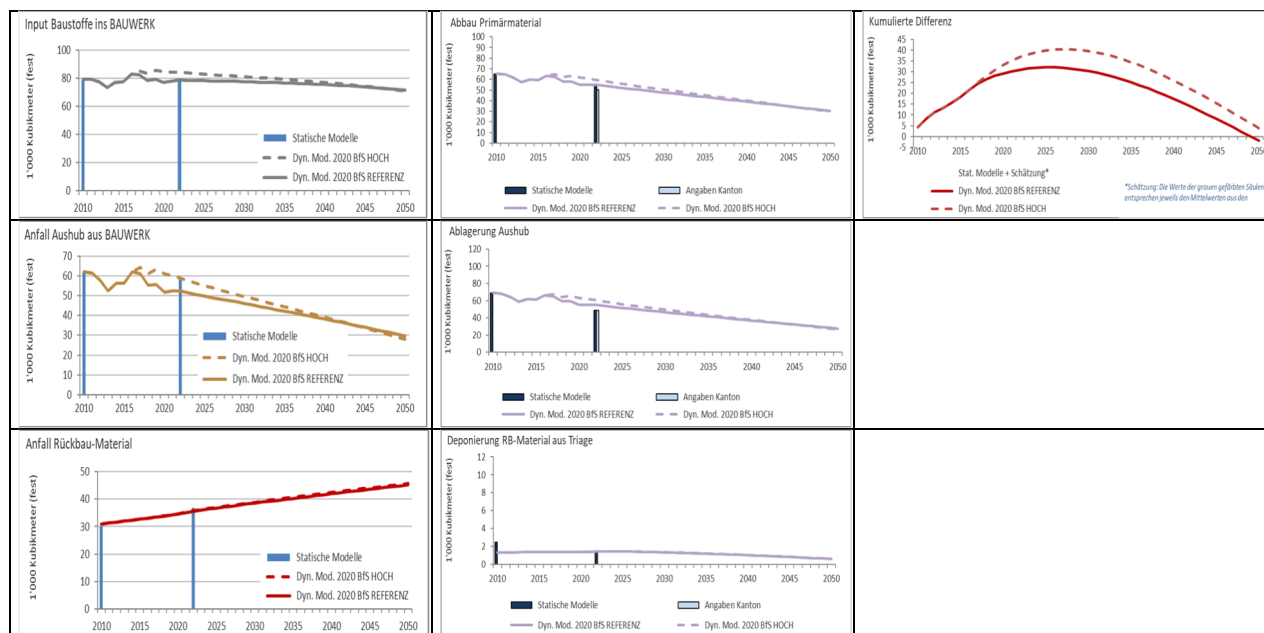 Input Baustoffe ins BAUWERK
1'000 Kubikmeter (fest)
100
80
60
40
20
0
Statische Modelle
Dyn. Mod. 2020 BfS HOCH
Dyn. Mod. 2020 BfS REFERENZ
2010 2015 2020 2025 2030 2035 2040 2045 2050
Abbau Primärmaterial
1'000 Kubikmeter (fest)
100
90
80
70
60
50
40
30
20
10
0
2010 2015 2020 2025 2030 2035 2040 2045 2050
Statische Modelle Angaben Kanton
Dyn. Mod. 2020 BfS REFERENZ Dyn. Mod. 2020 BfS HOCH
Kumulierte Differenz
1'000 Kubikmeter (fest)
45
40
35
30
25
20
15
10
5
0
-5
2010 2015 2020 2025 2030 2035 2040 2045 2050
Stat. Modelle + Schätzung*
Dyn. Mod. 2020 BfS REFERENZ
Dyn. Mod. 2020 BfS HOCH
*Schätzung: Die Werte der grauen gefärbten Säulen
entsprechen jeweils den Mittelwerten aus den
Anfall Aushub aus BAUWERK
1'000 Kubikmeter (fest)
70
60
50
40
30
20
10
0
Statische Modelle
Dyn. Mod. 2020 BfS HOCH
Dyn. Mod. 2020 BfS REFERENZ
2010 2015 2020 2025 2030 2035 2040 2045 2050
Ablagerung Aushub
1'000 Kubikmeter (fest)
120
100
80
60
40
20
0
2010 2015 2020 2025 2030 2035 2040 2045 2050
Statische Modelle Angaben Kanton
Dyn. Mod. 2020 BfS REFERENZ Dyn. Mod. 2020 BfS HOCH
Anfall Rückbau-Material
1'000 Kubikmeter (fest)
50
40
30
20
10
0
Statische Modelle
Dyn. Mod. 2020 BfS HOCH
Dyn. Mod. 2020 BfS REFERENZ
2010 2015 2020 2025 2030 2035 2040 2045 2050
Deponierung RB-Material aus Triage
1'000 Kubikmeter (fest)
12
10
8
6
4
2
0
2010 2015 2020 2025 2030 2035 2040 2045 2050
Statische Modelle Angaben Kanton
Dyn. Mod. 2020 BfS REFERENZ Dyn. Mod. 2020 BfS HOCH